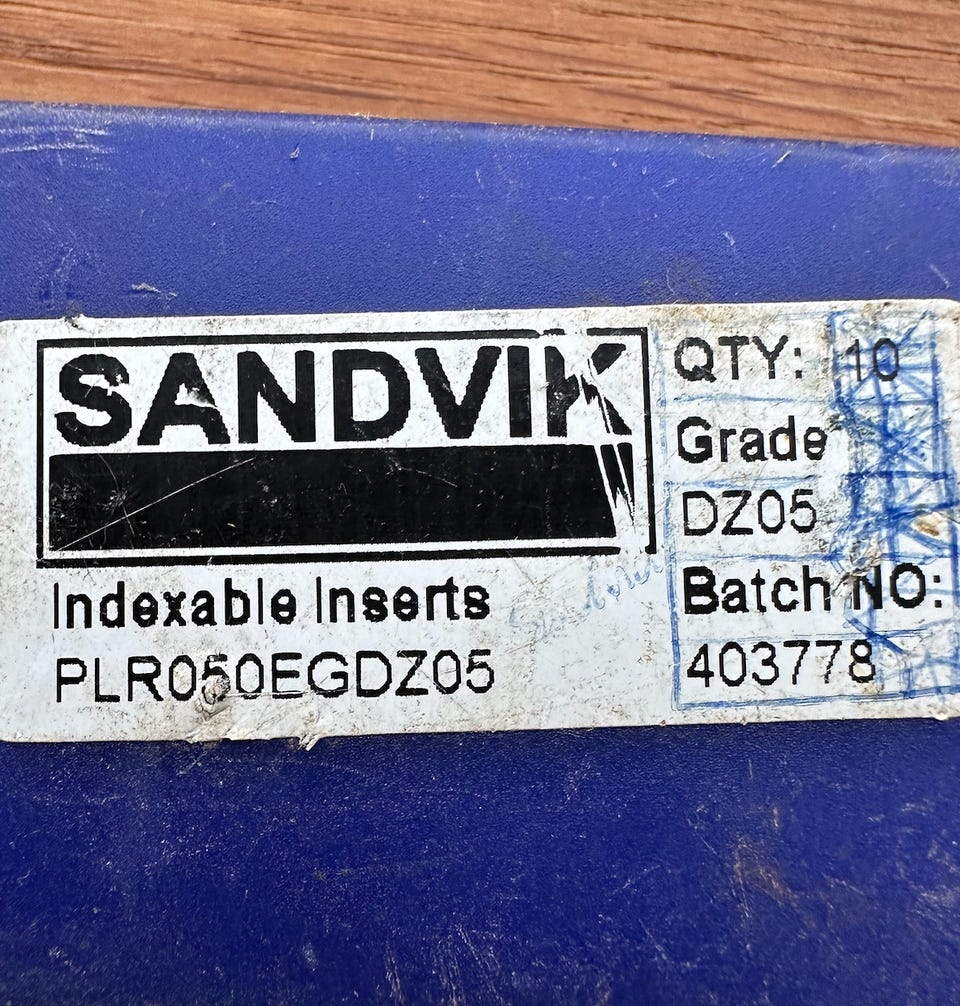 SANDVIK
Indexable Inserts
PLR050EGDZ05
QTY: 10
Grade
DZ05
Batch NO:
403778